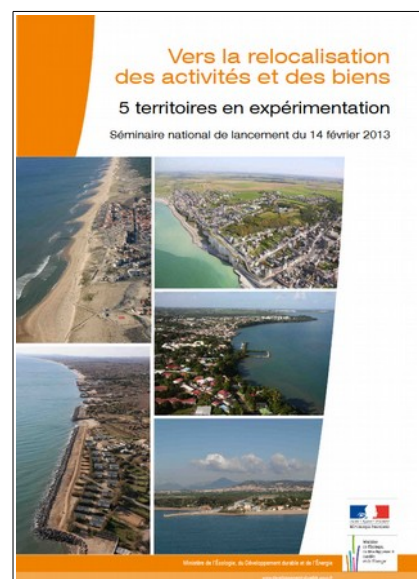 Vers la relocalisation
des activités et des biens
5 territoires en expérimentation
Séminaire national de lancement du 14 février 2013
Ministère de l'Écologie, du Développement durable et de l'Énergie